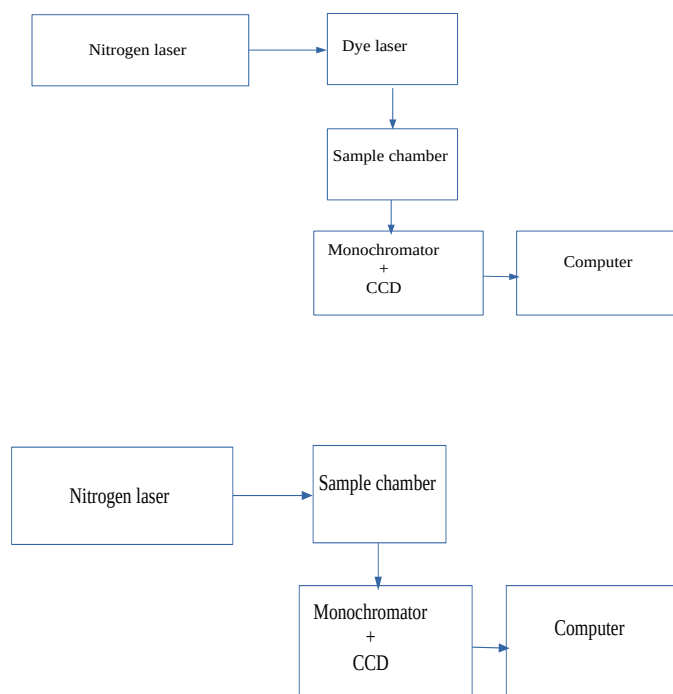 Nitrogen laser
Dye laser
Sample chamber
Monochromator
+
CCD
Computer
Nitrogen laser
Sample chamber
Monochromator
+
CCD
Computer